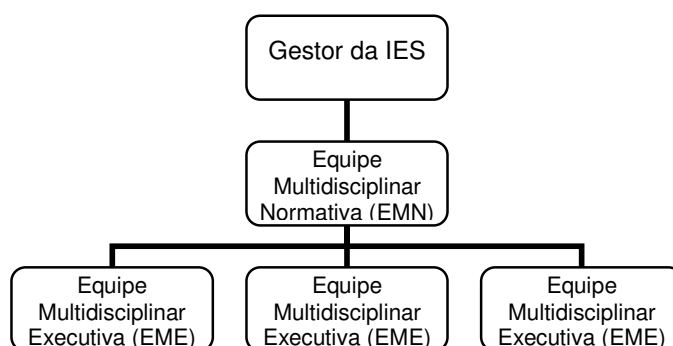 Gestor da IES
Equipe
Multidisciplinar
Normativa (EMN)
Equipe
Multidisciplinar
Executiva (EME)
Equipe
Multidisciplinar
Executiva (EME)
Equipe
Multidisciplinar
Executiva (EME)